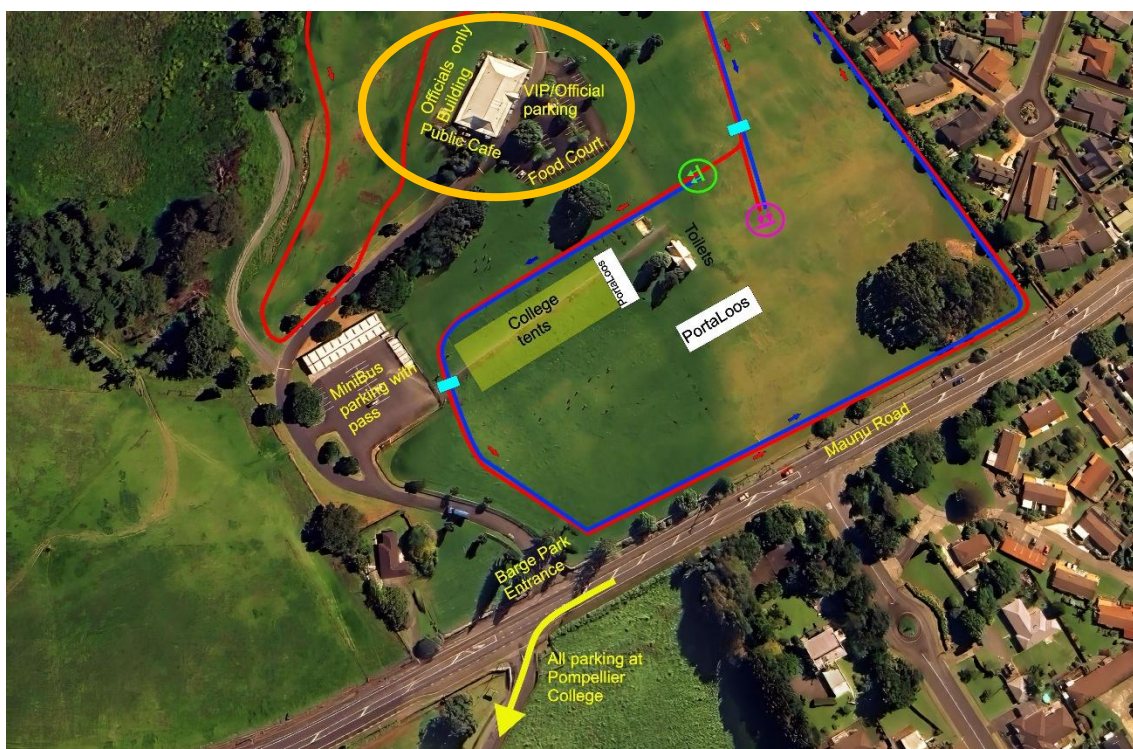 Officials only
Building
VIP/Official
parking
Public Cafe
Food Court
Toilets
PortaLoos
College
tents
PortaLoos
MiniBus
parking with
pass
Maunu Road
Barge Park
Entrance
All parking at
Pompellier
College